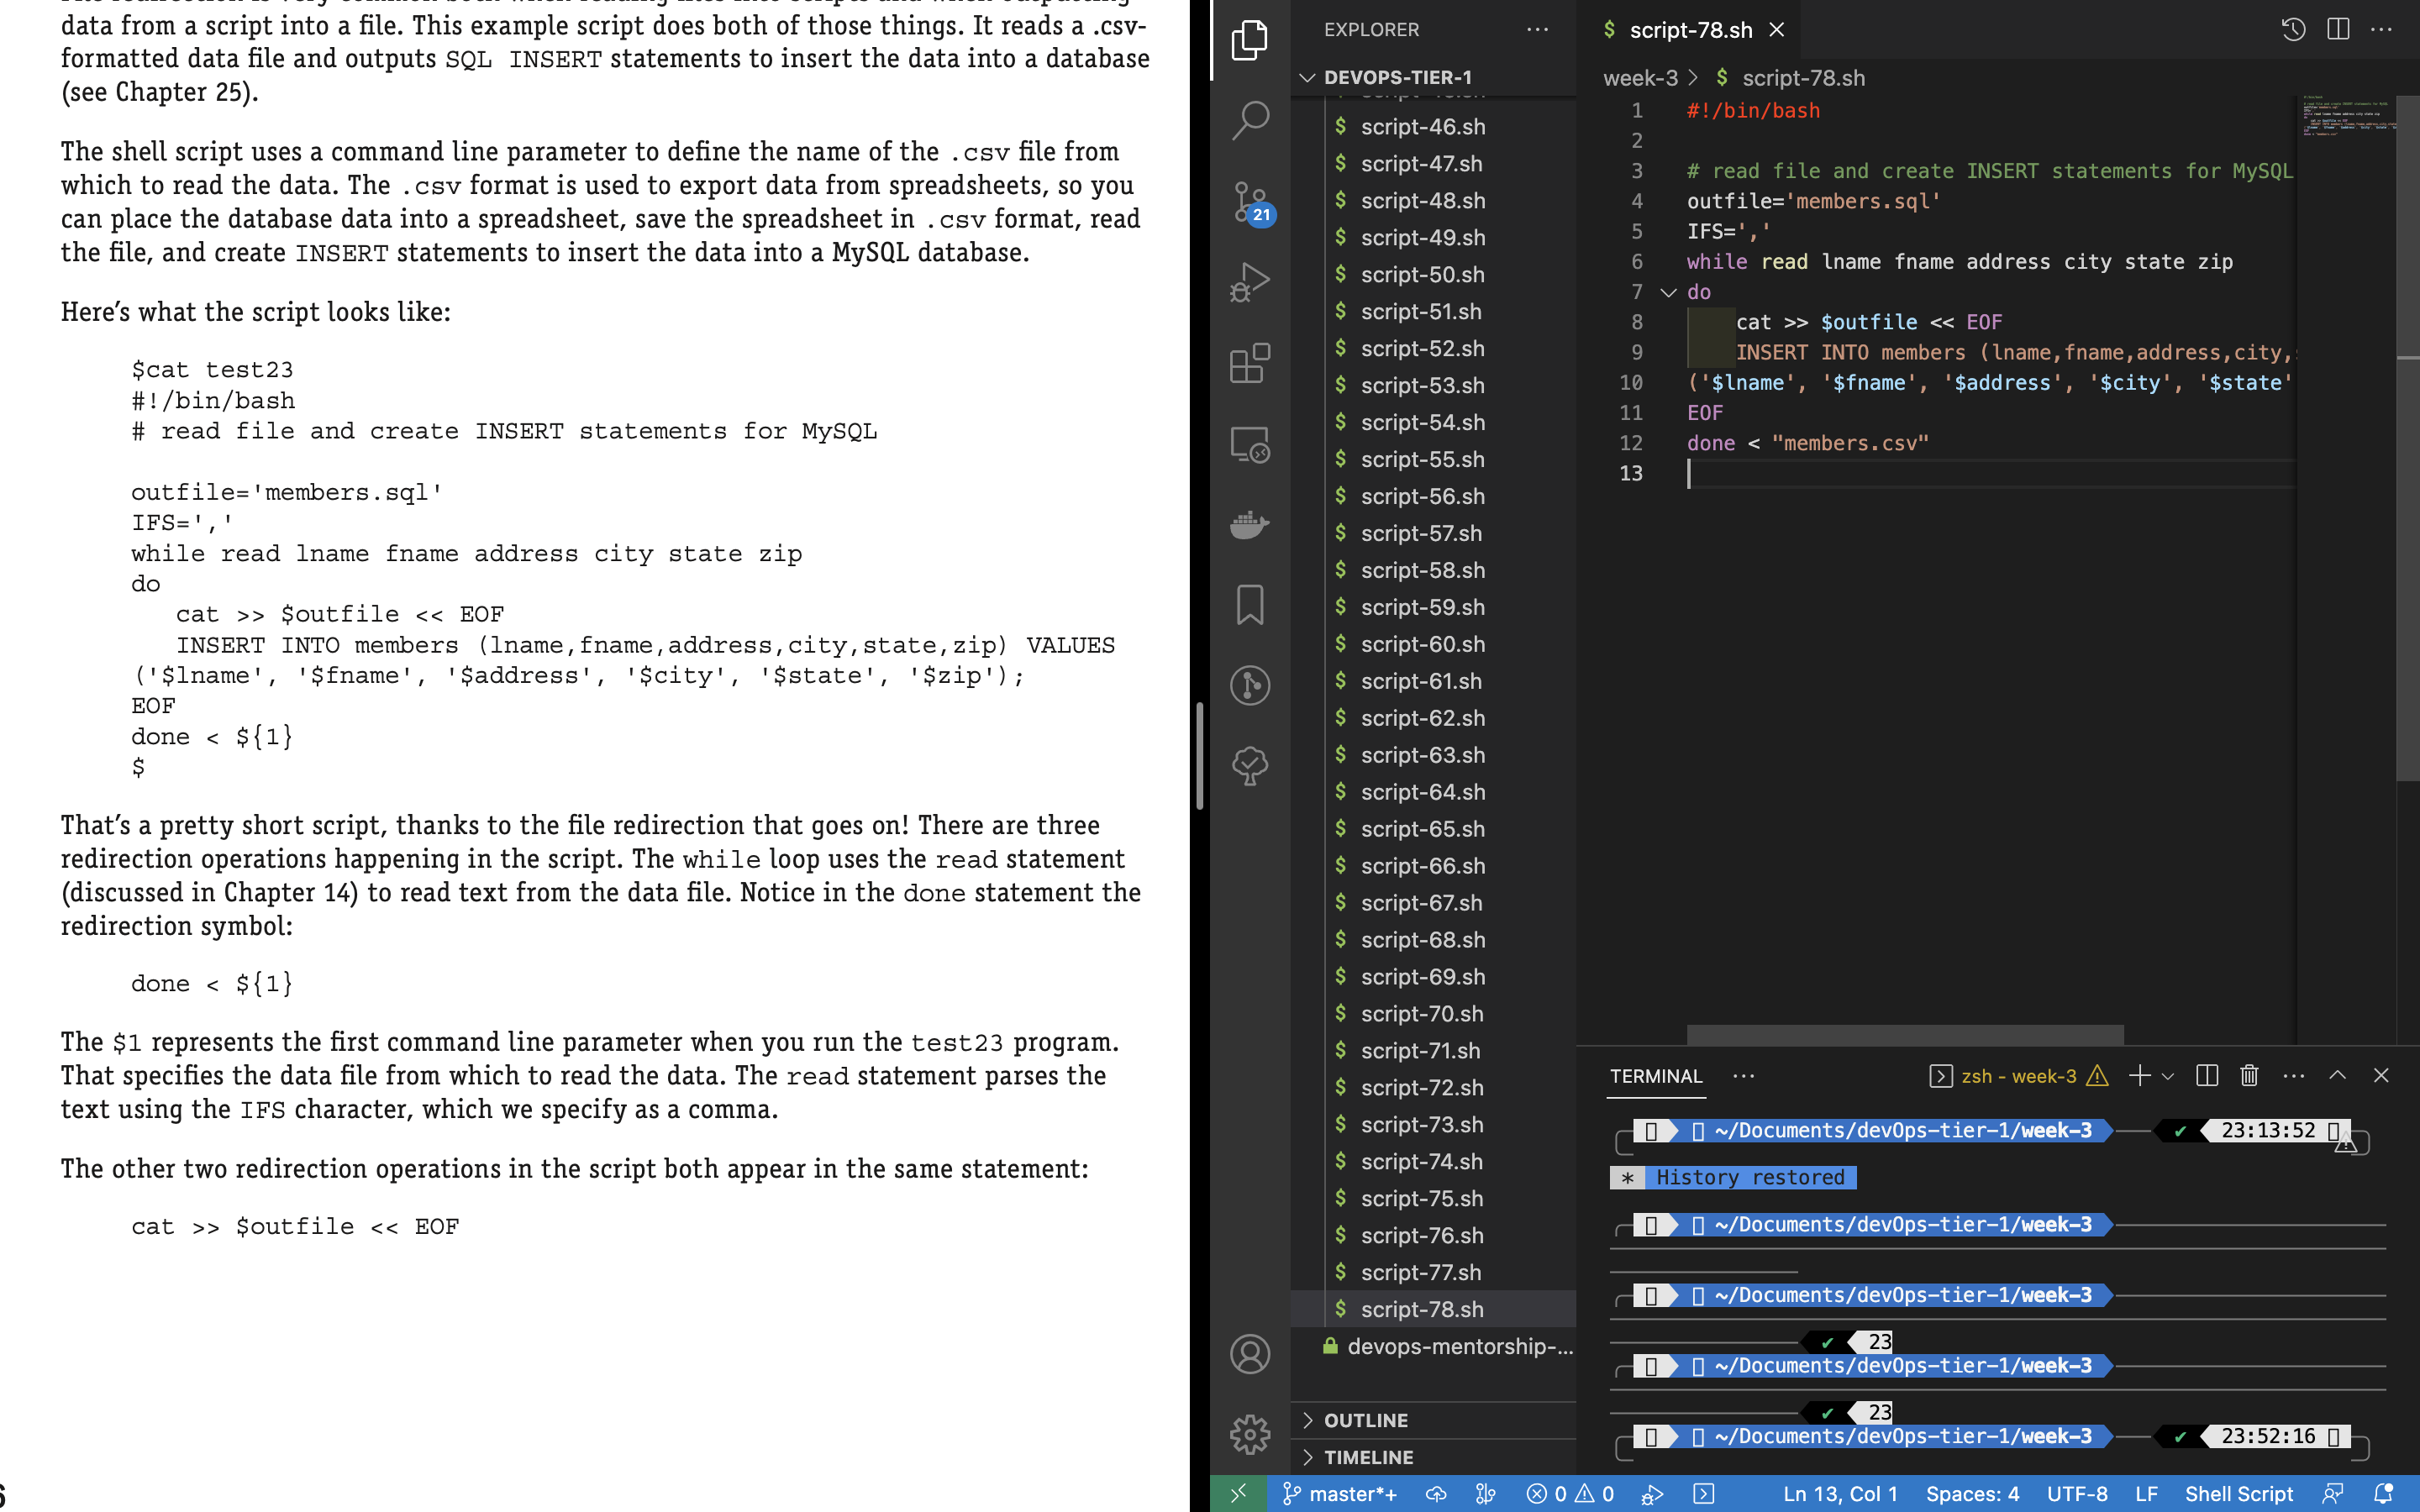 data from a script into a file. This example script does both of those things. It reads a .csv-
formatted data file and outputs SQL INSERT statements to insert the data into a database
(see Chapter 25).
The shell script uses a command line parameter to define the name of the .csv file from
which to read the data. The .csv format is used to export data from spreadsheets, so you
can place the database data into a spreadsheet, save the spreadsheet in .csv format, read
the file, and create INSERT statements to insert the data into a MySQL database.
Here's what the script looks like:
$cat test23
#!/bin/bash
# read file and create INSERT statements for MySQL
outfile='members.sql'
IFS=','
while read lname fname address city state zip
do
cat >> $outfile << EOF
INSERT INTO members (lname,fname,address,city,state,zip) VALUES
('$lname', '$fname', '$address', '$city', '$state', '$zip');
EOF
done < ${1}
$
That's a pretty short script, thanks to the file redirection that goes on! There are three
redirection operations happening in the script. The while loop uses the read statement
(discussed in Chapter 14) to read text from the data file. Notice in the done statement the
redirection symbol:
done < ${1}
The $1 represents the first command line parameter when you run the test23 program.
That specifies the data file from which to read the data. The read statement parses the
text using the IFS character, which we specify as a comma.
The other two redirection operations in the script both appear in the same statement:
cat >> $outfile << EOF
21
EXPLORER ···
DEVOPS-TIER-1
$ script-46.sh
$ script-47.sh
$ script-48.sh
$ script-49.sh
$ script-50.sh
$ script-51.sh
$ script-52.sh
$ script-53.sh
$ script-54.sh
$ script-55.sh
$ script-56.sh
$ script-57.sh
$ script-58.sh
$ script-59.sh
$ script-60.sh
$ script-61.sh
$ script-62.sh
$ script-63.sh
$ script-64.sh
$ script-65.sh
$ script-66.sh
$ script-67.sh
$ script-68.sh
$ script-69.sh
$ script-70.sh
$ script-71.sh
$ script-72.sh
$ script-73.sh
$ script-74.sh
$ script-75.sh
$ script-76.sh
$ script-77.sh
$ script-78.sh
devops-mentorship-...
OUTLINE
TIMELINE
$ script-78.sh
week-3 > $ script-78.sh
1 #!/bin/bash
2
3 # read file and create INSERT statements for MySQL
4 outfile='members.sql'
5 IFS=','
6 while read lname fname address city state zip
7 do
8 cat >> $outfile << EOF
9 INSERT INTO members (lname,fname,address,city,
10 ('$lname', '$fname', '$address', '$city', '$state'
11 EOF
12 done < "members.csv"
13
TERMINAL ··· zsh - week-3
~/Documents/devOps-tier-1/week-3 ✔ 23:13:52
* History restored
~/Documents/devOps-tier-1/week-3
~/Documents/devOps-tier-1/week-3
✔ 23
~/Documents/devOps-tier-1/week-3
✔ 23
~/Documents/devOps-tier-1/week-3 ✔ 23:52:16
master*+ 0 0 Ln 13, Col 1 Spaces: 4 UTF-8 LF Shell Script